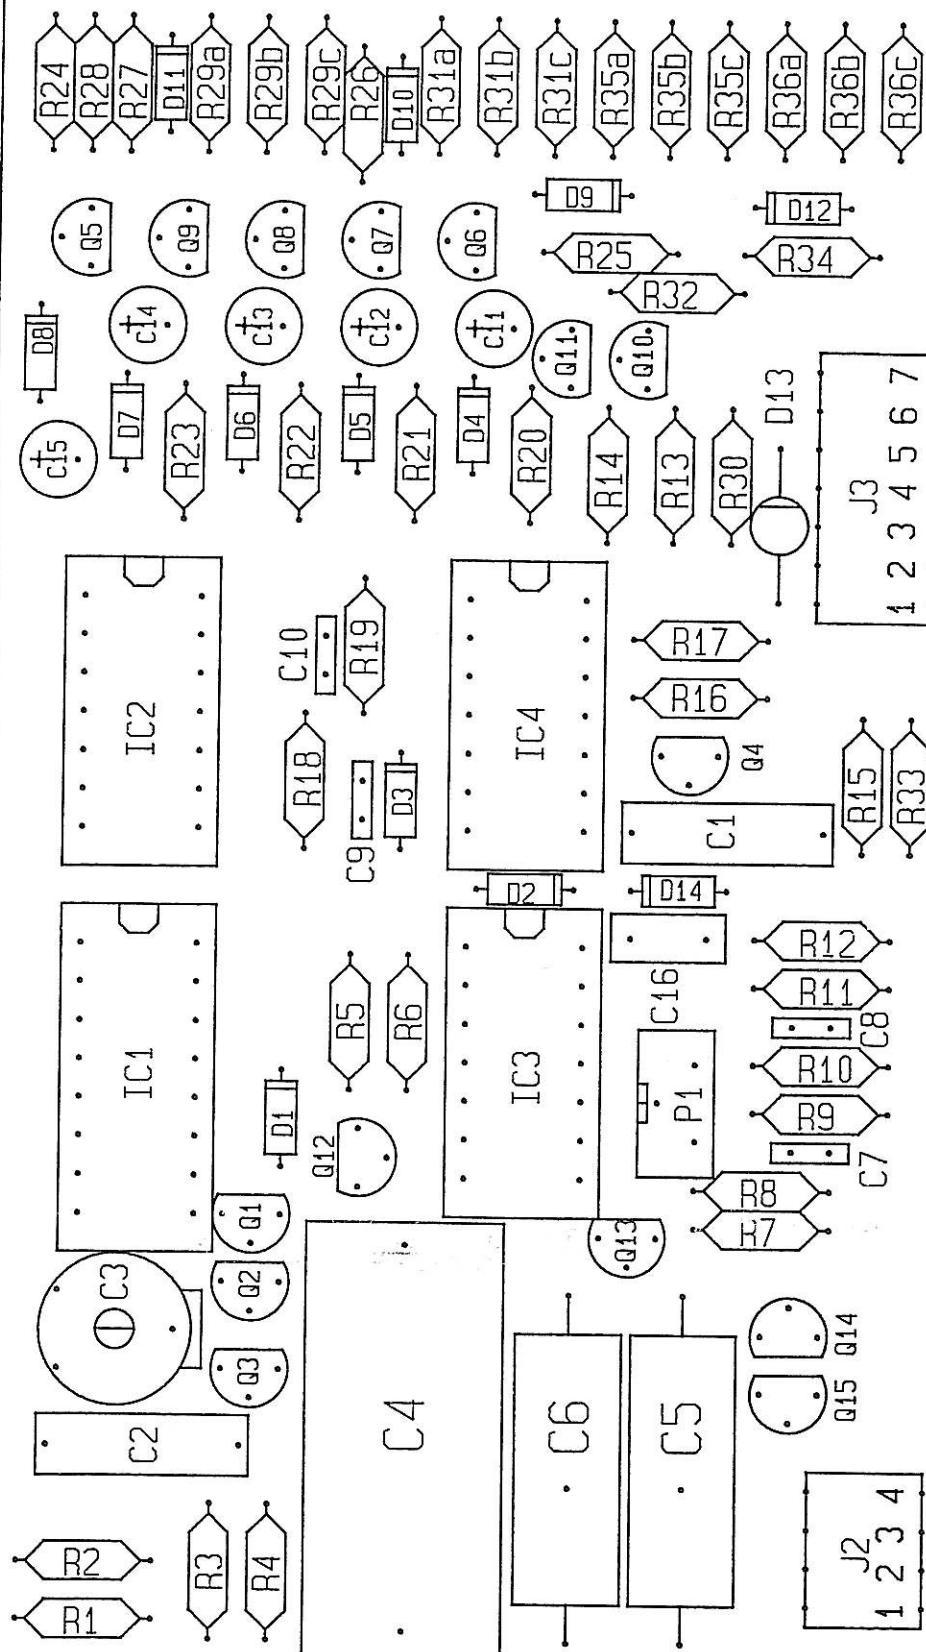 R24 R28 R27 D11 R29a R29b R29c R26 D10 R31a R31b R31c R35a R35b R35c R36a R36b R36c
D9 D12
Q5 Q9 Q8 Q7 Q6 R25 R34
R32
D8 C14 C13 C12 C11 Q11 Q10
D7 D6 D5 D4 D13
C15 R23 R22 R21 R20 R14 R13 R30
J3
1 2 3 4 5 6 7
C10 R19 R17
R16
IC2 IC4
R18 D3 Q4
C9 C1 R15 R33
D2 D14
R12
C16 R11
R5 R6 C8
IC1 IC3 R10
P1 R9
D1 Q12 C7
R8
Q1 Q13 R7
C3 Q2
Q14
Q3 Q15
C2 C4 C6 C5
J2
1 2 3 4
R2 R3 R4
R1